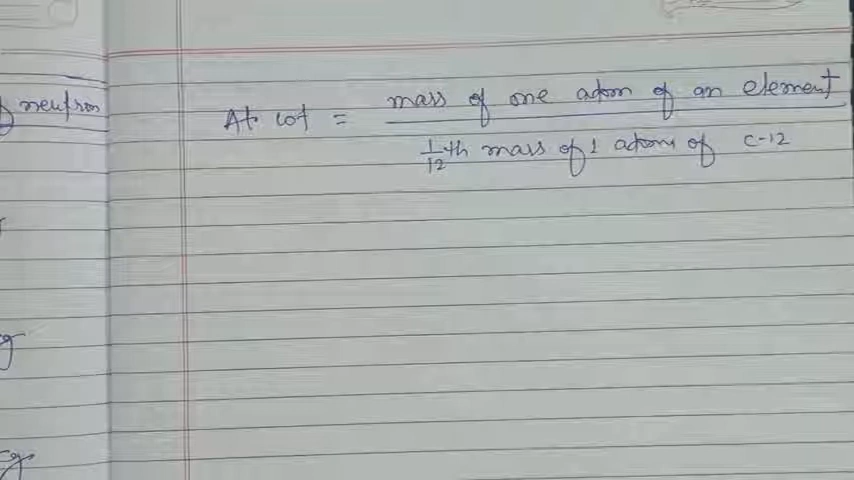 neutron
At. wt = mass of one atom of an element
1/12 th mass of 1 atom of C-12